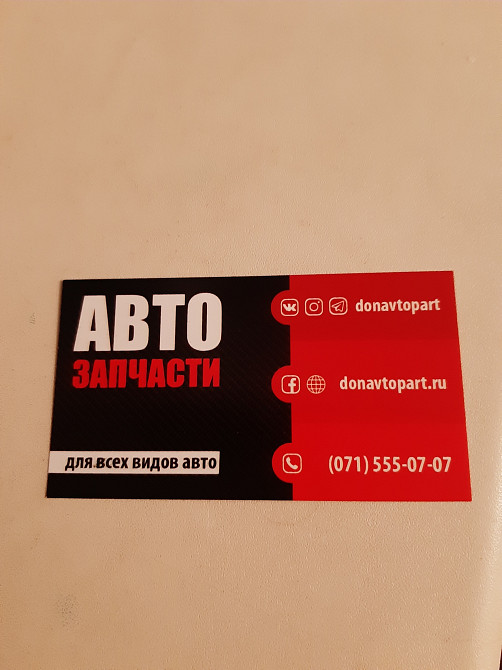 АВТО
ЗАПЧАСТИ
для всех видов авто
donavtopart
donavtopart.ru
(071) 555-07-07